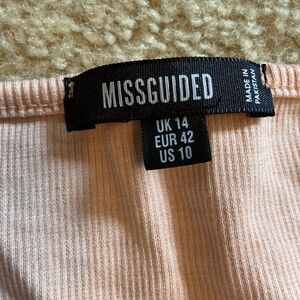 MISSGUIDED
MADE IN
PAKISTAN
UK 14
EUR 42
US 10